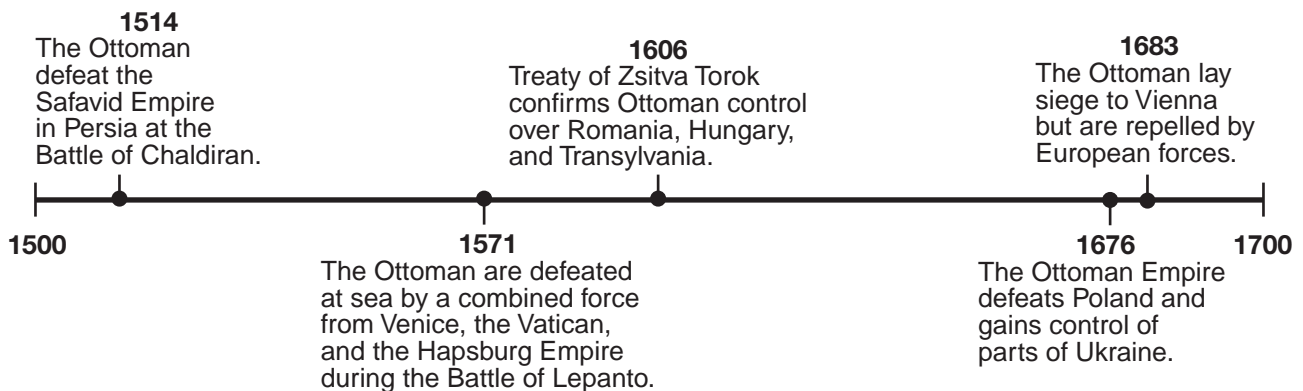 1514
The Ottoman
defeat the
Safavid Empire
in Persia at the
Battle of Chaldiran.
1606
Treaty of Zsitva Torok
confirms Ottoman control
over Romania, Hungary,
and Transylvania.
1683
The Ottoman lay
siege to Vienna
but are repelled by
European forces.
1500
1571
The Ottoman are defeated
at sea by a combined force
from Venice, the Vatican,
and the Hapsburg Empire
during the Battle of Lepanto.
1676
The Ottoman Empire
defeats Poland and
gains control of
parts of Ukraine.
1700